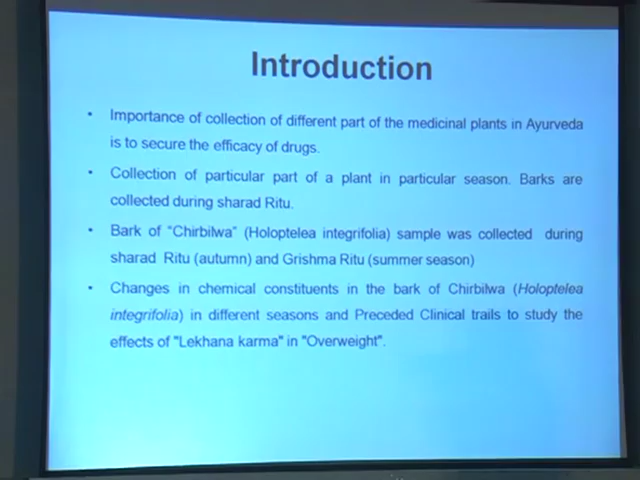 Introduction
• Importance of collection of different part of the medicinal plants in Ayurveda
is to secure the efficacy of drugs.
• Collection of particular part of a plant in particular season. Barks are
collected during sharad Ritu.
• Bark of "Chirbilwa" (Holoptelea integrifolia) sample was collected during
sharad Ritu (autumn) and Grishma Ritu (summer season)
• Changes in chemical constituents in the bark of Chirbilwa (Holoptelea
integrifolia) in different seasons and Preceded Clinical trails to study the
effects of "Lekhana karma" in "Overweight".